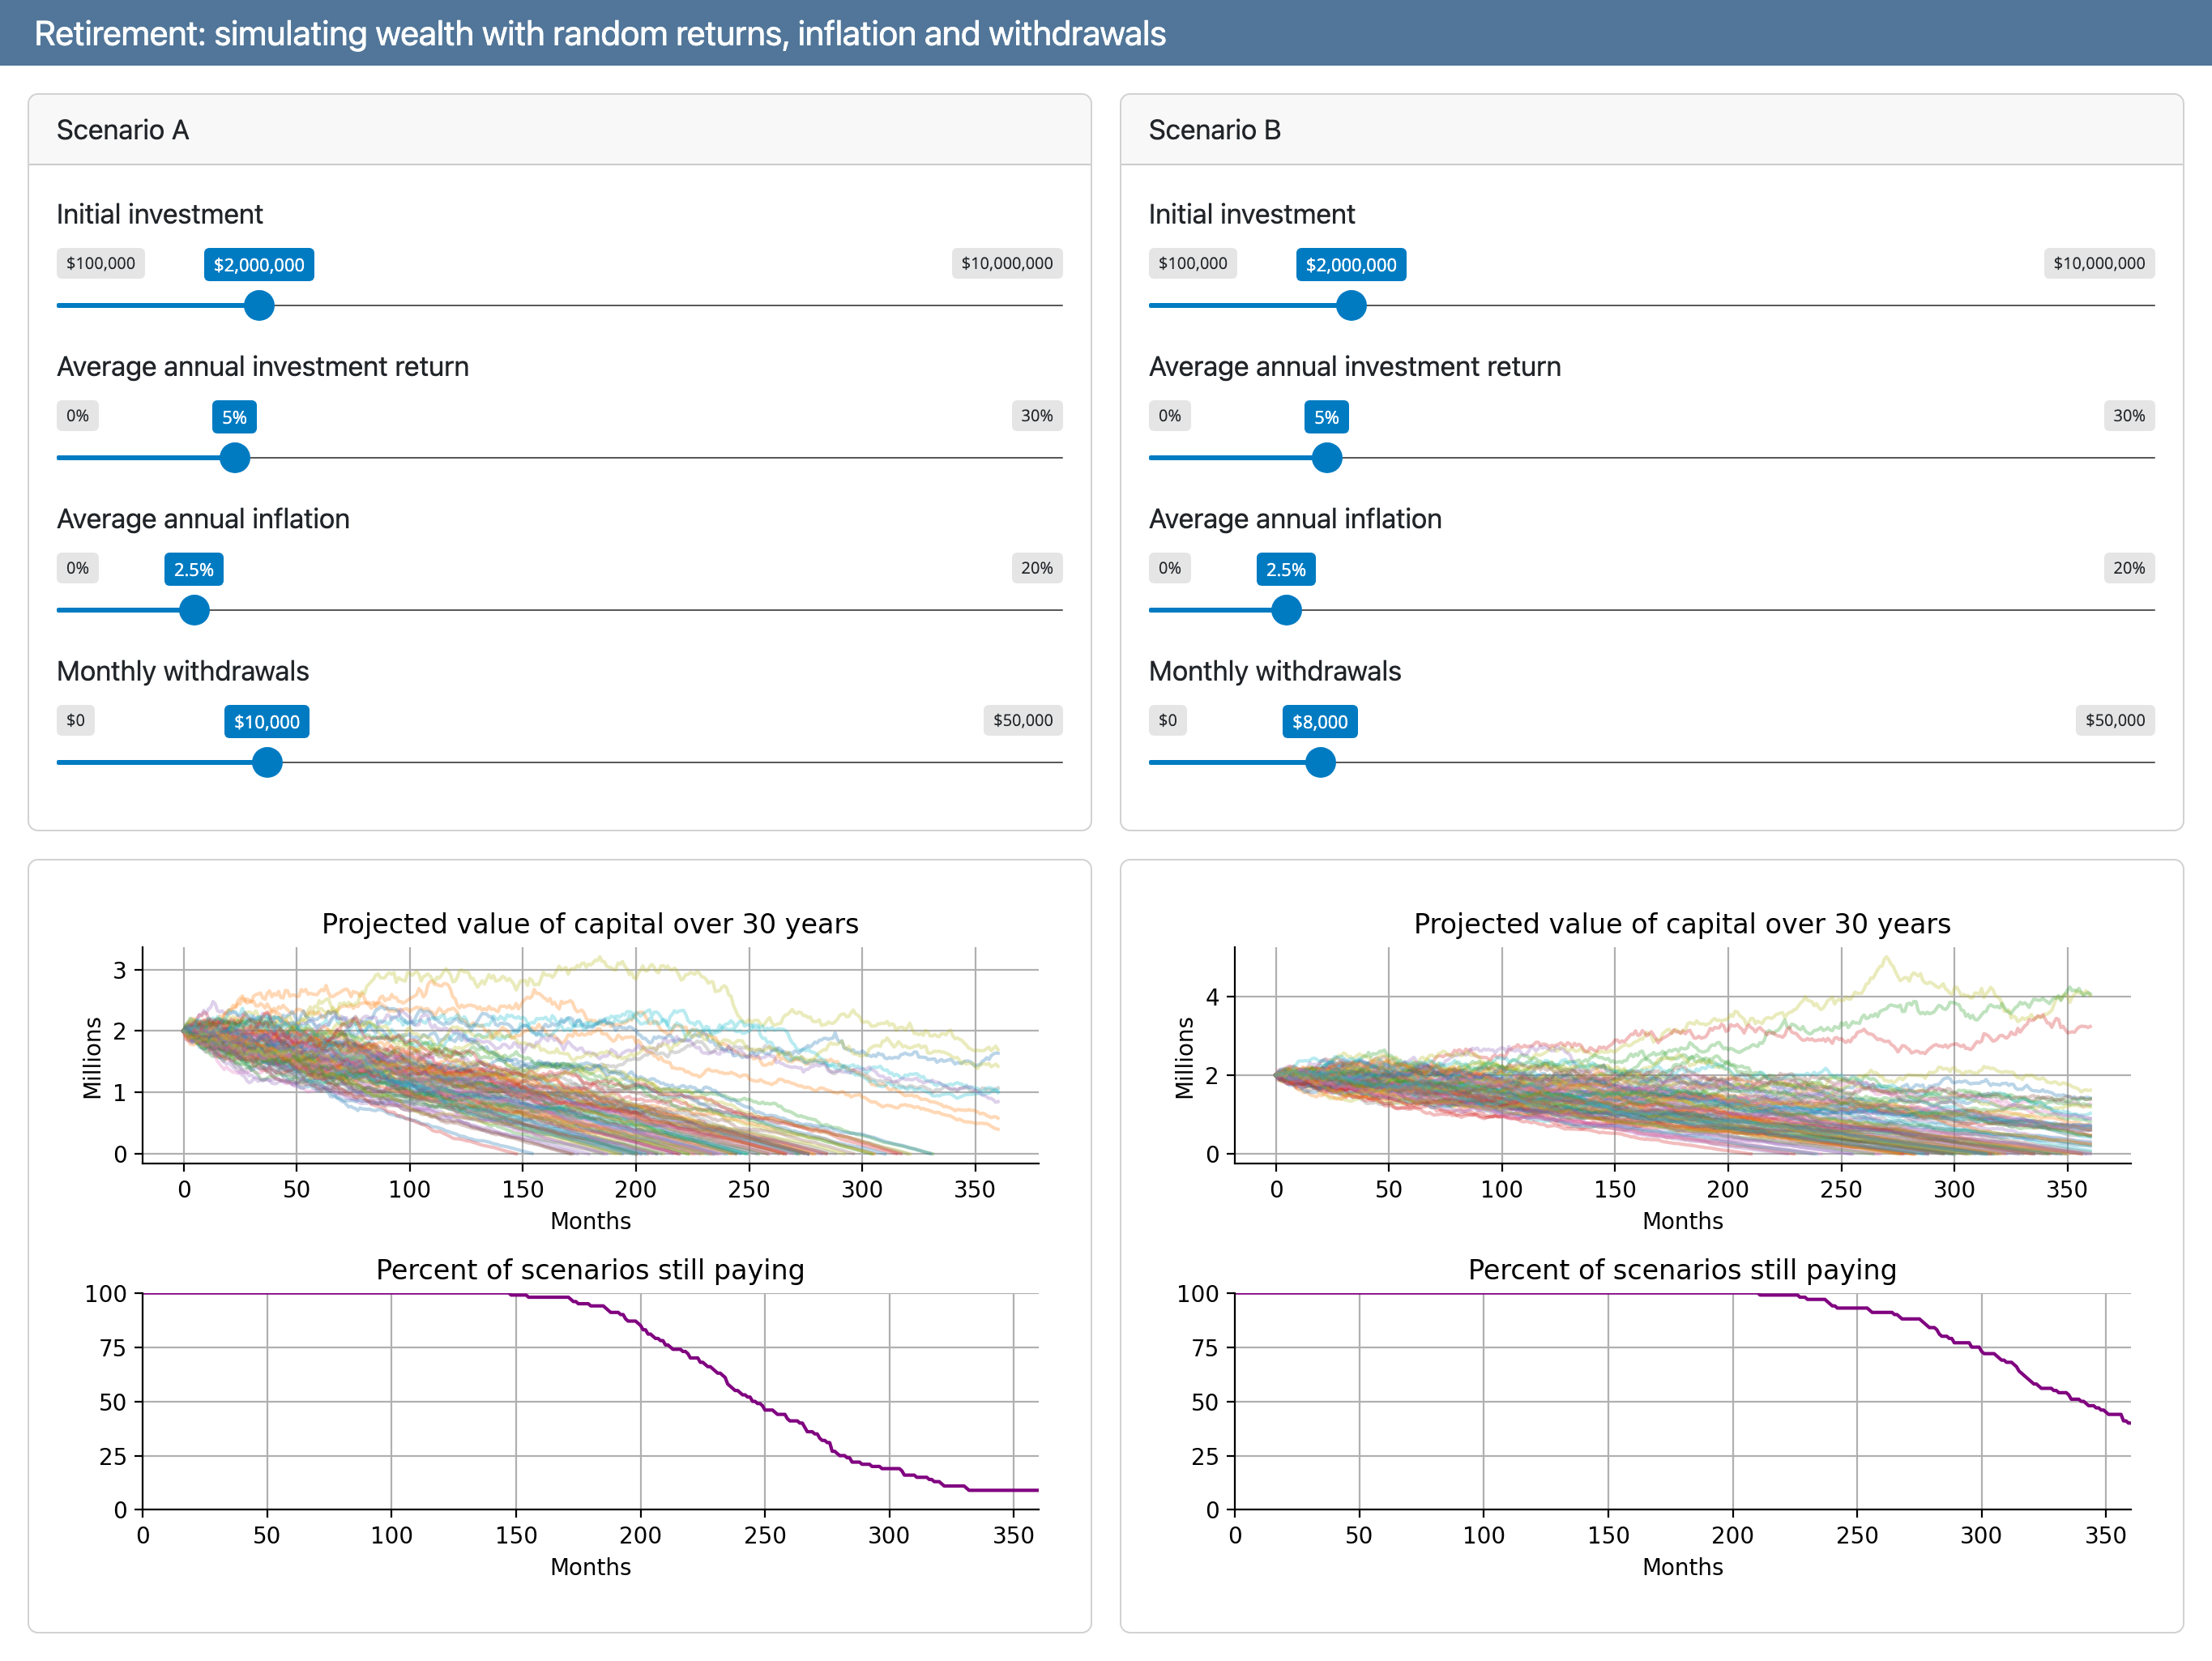 Retirement: simulating wealth with random returns, inflation and withdrawals
Scenario A
Initial investment
$100,000 $2,000,000 $10,000,000
Average annual investment return
0% 5% 30%
Average annual inflation
0% 2.5% 20%
Monthly withdrawals
$0 $10,000 $50,000
Scenario B
Initial investment
$100,000 $2,000,000 $10,000,000
Average annual investment return
0% 5% 30%
Average annual inflation
0% 2.5% 20%
Monthly withdrawals
$0 $8,000 $50,000
Projected value of capital over 30 years
Millions
3
2
1
0
0 50 100 150 200 250 300 350
Months
Percent of scenarios still paying
100
75
50
25
0
0 50 100 150 200 250 300 350
Months
Projected value of capital over 30 years
Millions
4
2
0
0 50 100 150 200 250 300 350
Months
Percent of scenarios still paying
100
75
50
25
0
0 50 100 150 200 250 300 350
Months